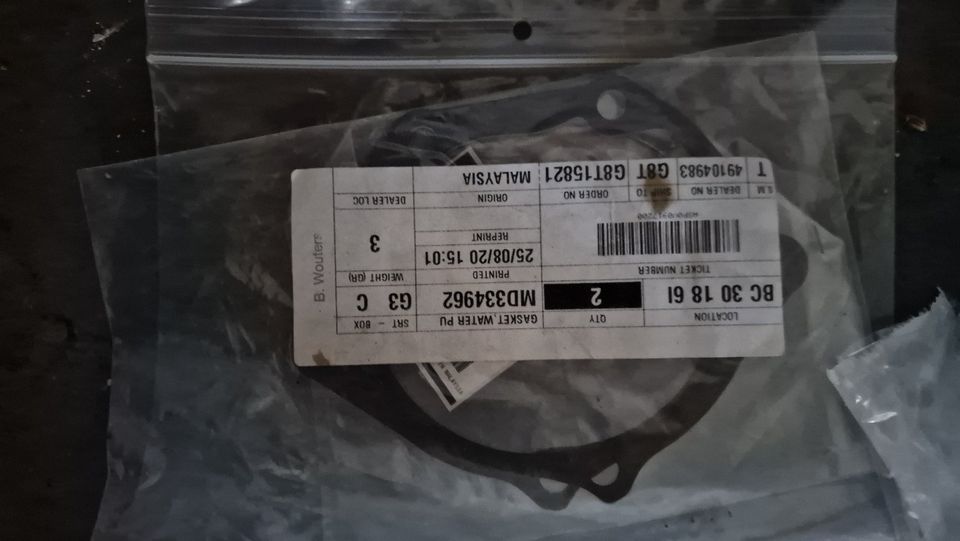 LOCATION QTY GASKET,WATER PU SRT - BOX
BC 30 18 6I 2 MD334962 G3 C
TICKET NUMBER PRINTED WEIGHT (GR)
25/08/20 15:01 3
REPRINT
S.M DEALER NO SHIP TO ORDER NO ORIGIN DEALER LOC
T 49104983 G8T G8T15821 MALAYSIA
B. Wouters